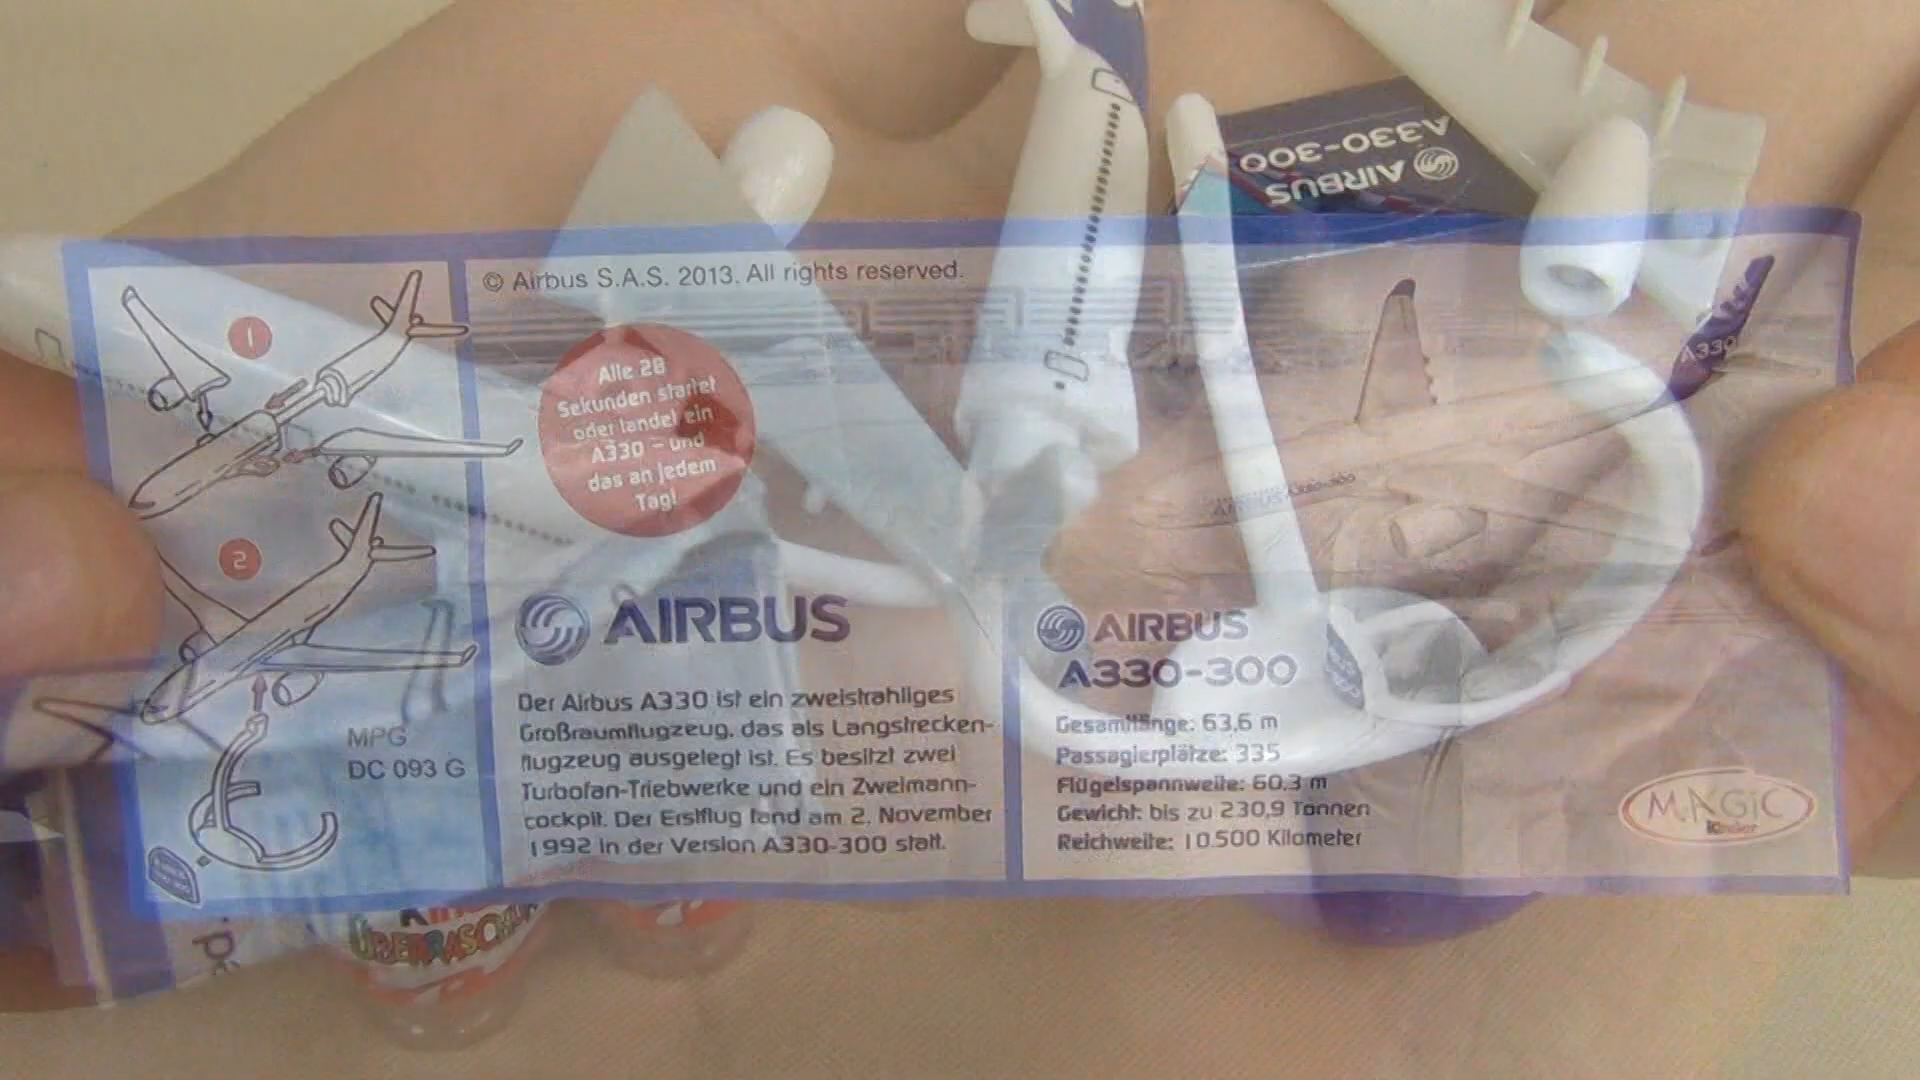 AIRBUS
A330-300
© Airbus S.A.S. 2013. All rights reserved.
1
Alle 28
Sekunden startet
oder landet ein
A330 – und
das an jedem
Tag!
A330
2
MPG
DC 093 G
AIRBUS
Der Airbus A330 ist ein zweistrahliges
Großraumflugzeug, das als Langstrecken-
flugzeug ausgelegt ist. Es besitzt zwei
Turbofan-Triebwerke und ein Zweimann-
cockpit. Der Erstflug fand am 2. November
1992 in der Version A330-300 statt.
AIRBUS
A330-300
Gesamtlänge: 63,6 m
Passagierplätze: 335
Flügelspannweite: 60,3 m
Gewicht: bis zu 230,9 Tonnen
Reichweite: 10.500 Kilometer
MAGiC
Kinder